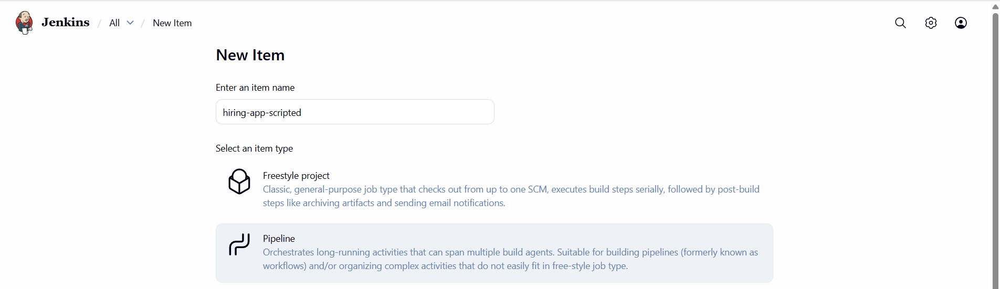 Jenkins / All / New Item
New Item
Enter an item name
hiring-app-scripted
Select an item type
Freestyle project
Classic, general-purpose job type that checks out from up to one SCM, executes build steps serially, followed by post-build
steps like archiving artifacts and sending email notifications.
Pipeline
Orchestrates long-running activities that can span multiple build agents. Suitable for building pipelines (formerly known as
workflows) and/or organizing complex activities that do not easily fit in free-style job type.